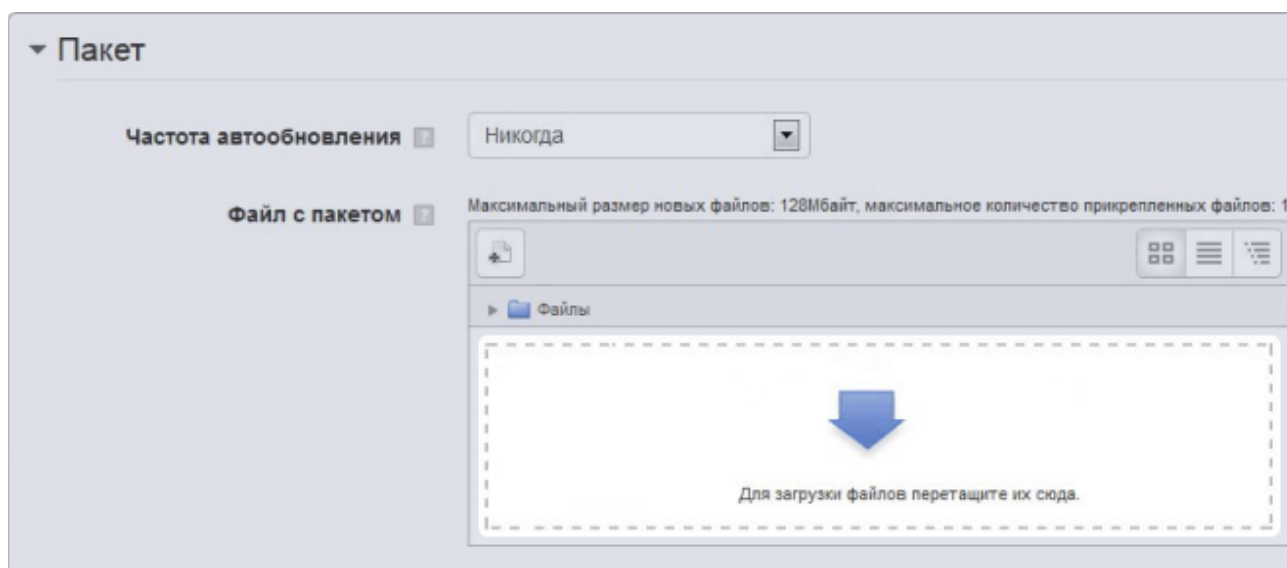 Пакет
Частота автообновления
Никогда
Файл с пакетом
Максимальный размер новых файлов: 128Мбайт, максимальное количество прикрепленных файлов: 1
Файлы
Для загрузки файлов перетащите их сюда.